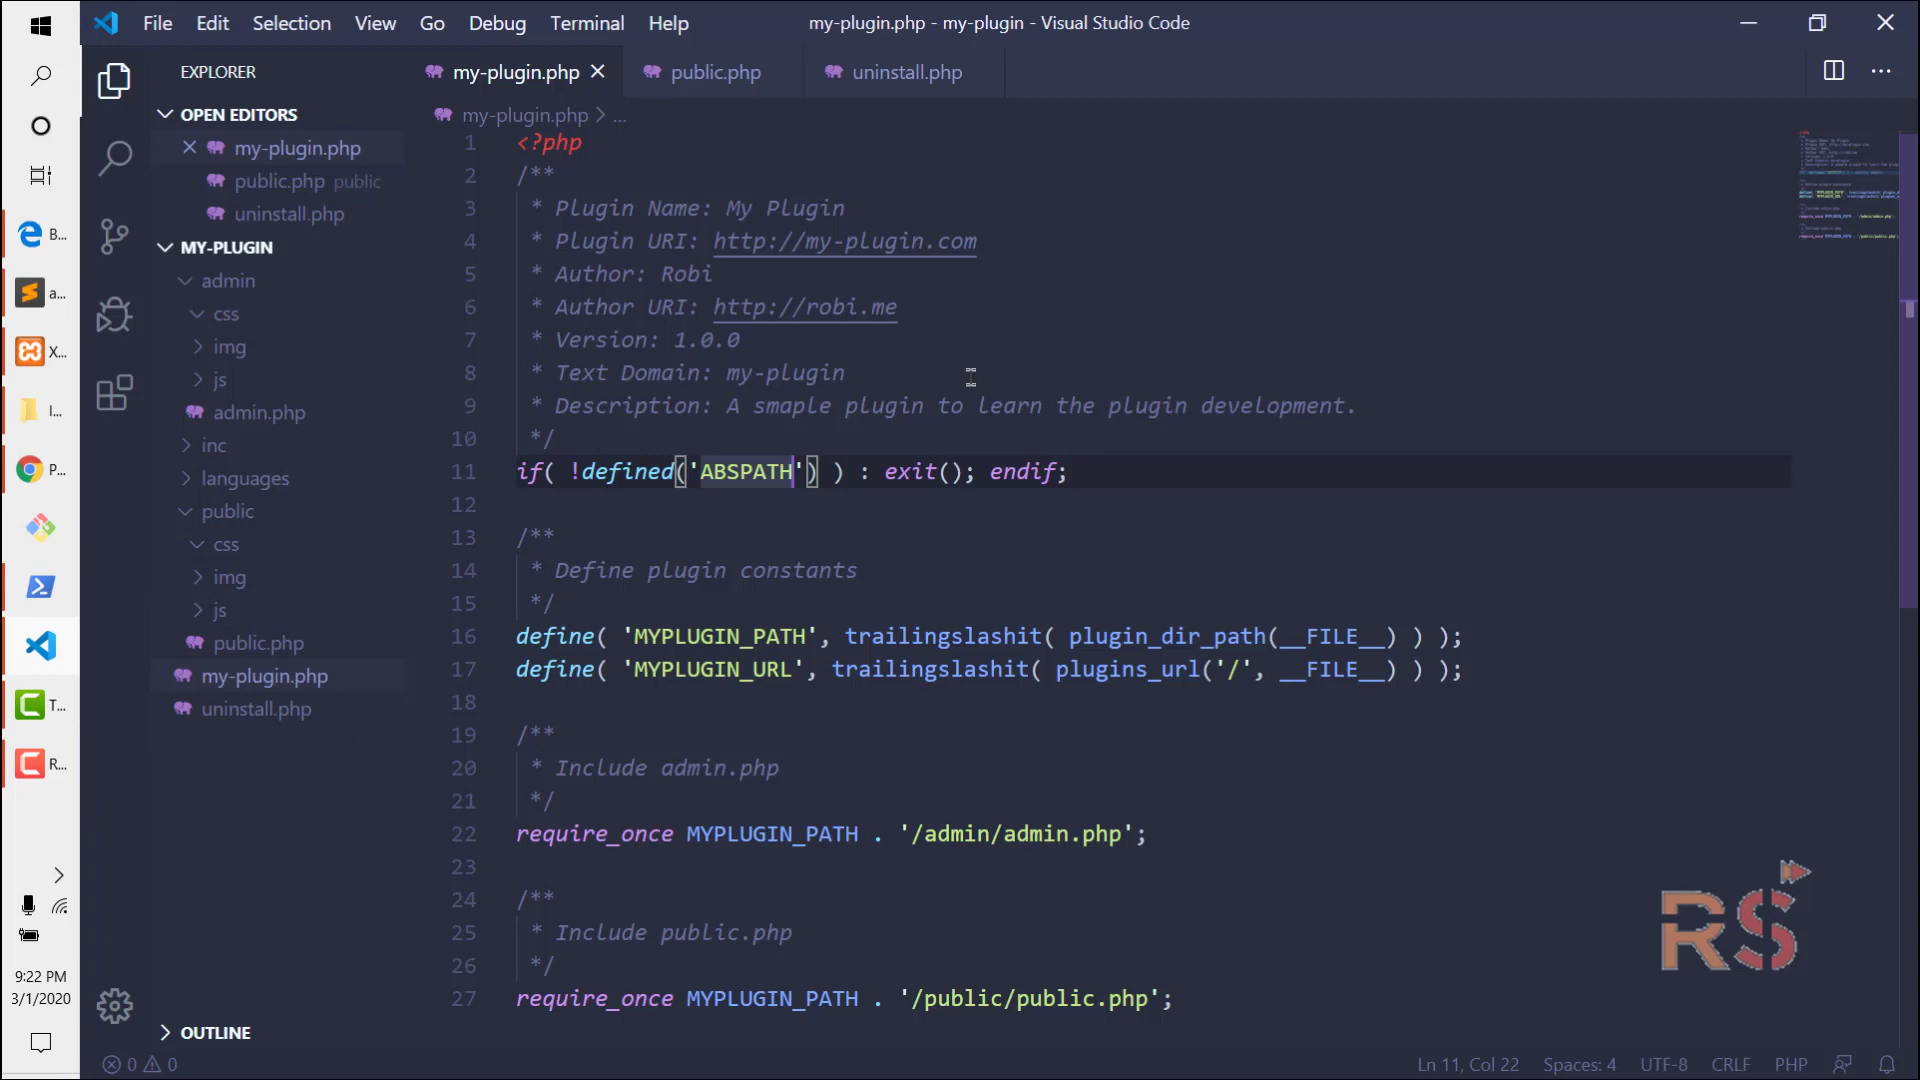 File Edit Selection View Go Debug Terminal Help
my-plugin.php - my-plugin - Visual Studio Code
EXPLORER
OPEN EDITORS
my-plugin.php
public.php public
uninstall.php
MY-PLUGIN
admin
css
img
js
admin.php
inc
languages
public
css
img
js
public.php
my-plugin.php
uninstall.php
OUTLINE
my-plugin.php public.php uninstall.php
my-plugin.php > ...
1 <?php
2 /**
3 * Plugin Name: My Plugin
4 * Plugin URI: http://my-plugin.com
5 * Author: Robi
6 * Author URI: http://robi.me
7 * Version: 1.0.0
8 * Text Domain: my-plugin
9 * Description: A smaple plugin to learn the plugin development.
10 */
11 if( !defined('ABSPATH') ) : exit(); endif;
12
13 /**
14 * Define plugin constants
15 */
16 define( 'MYPLUGIN_PATH', trailingslashit( plugin_dir_path(__FILE__) ) );
17 define( 'MYPLUGIN_URL', trailingslashit( plugins_url('/', __FILE__) ) );
18
19 /**
20 * Include admin.php
21 */
22 require_once MYPLUGIN_PATH . '/admin/admin.php';
23
24 /**
25 * Include public.php
26 */
27 require_once MYPLUGIN_PATH . '/public/public.php';
B...
a...
X...
l...
P...
T...
R...
9:22 PM
3/1/2020
RS
0 0
Ln 11, Col 22 Spaces: 4 UTF-8 CRLF PHP